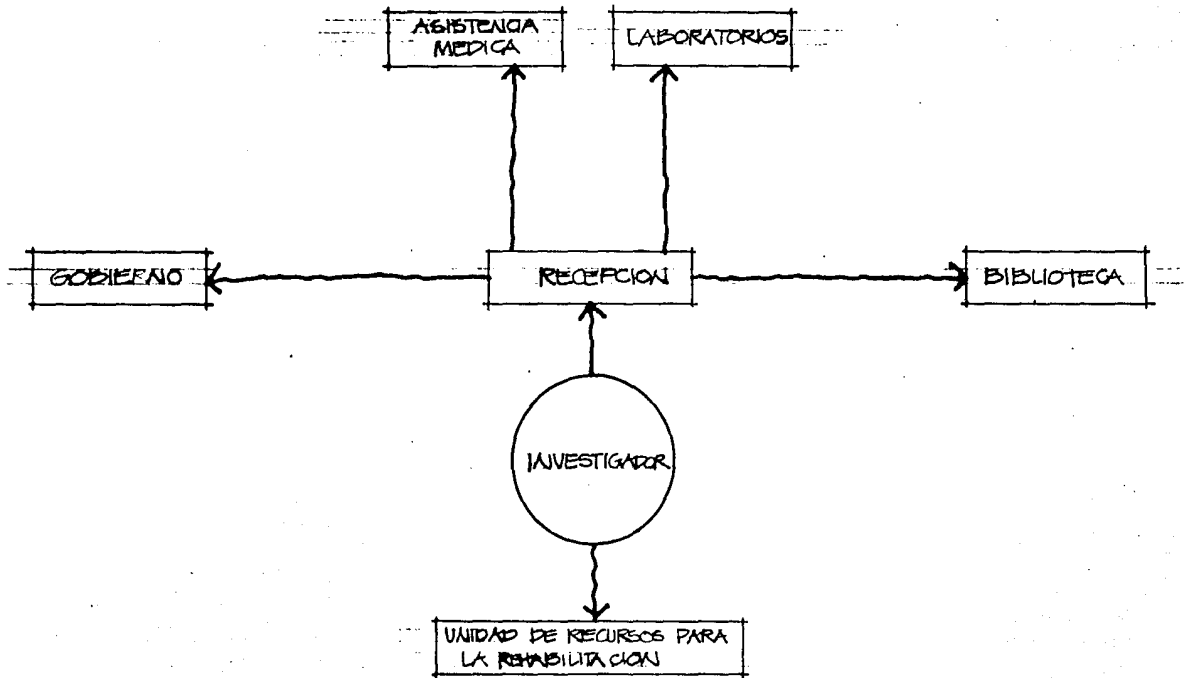 ASISTENCIA
MEDICA
LABORATORIOS
GOBIERNO
RECEPCION
BIBLIOTECA
INVESTIGADOR
UNIDAD DE RECURSOS PARA
LA REHABILITACION